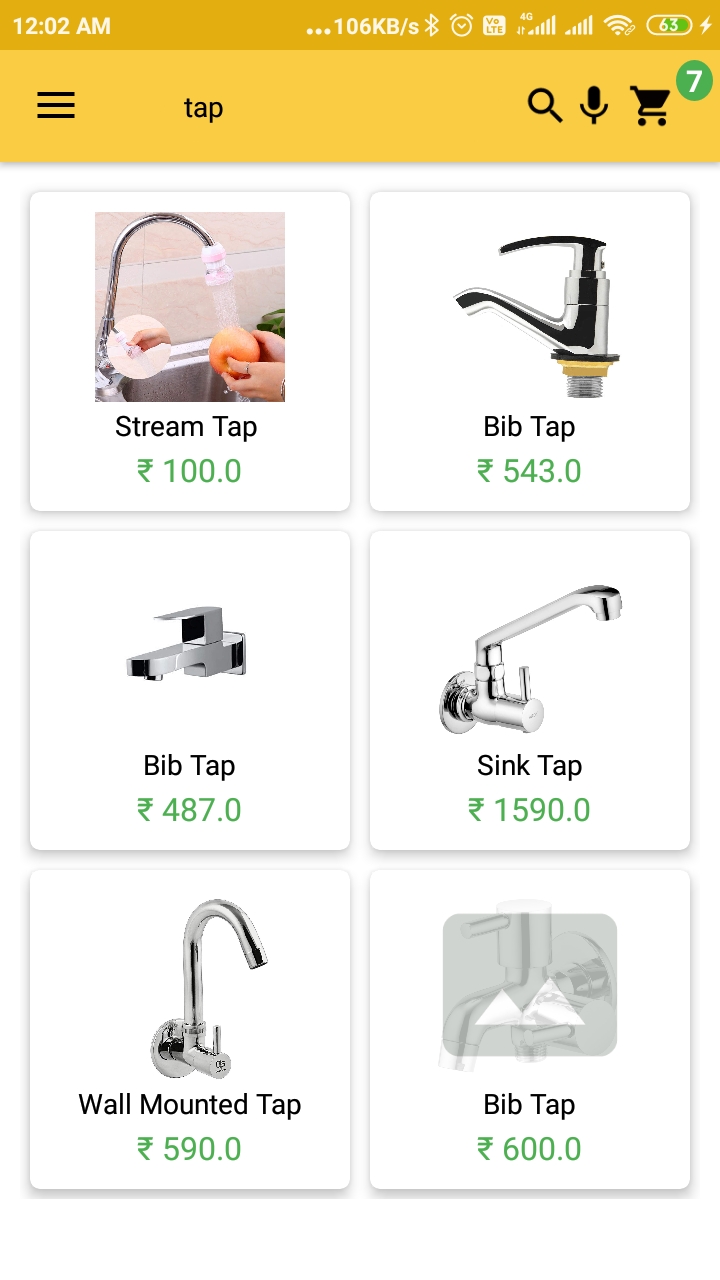 12:02 AM ...106KB/s Vo LTE 4G 63
tap 7
Stream Tap Bib Tap
₹ 100.0 ₹ 543.0
Bib Tap Sink Tap
₹ 487.0 ₹ 1590.0
Wall Mounted Tap Bib Tap
₹ 590.0 ₹ 600.0